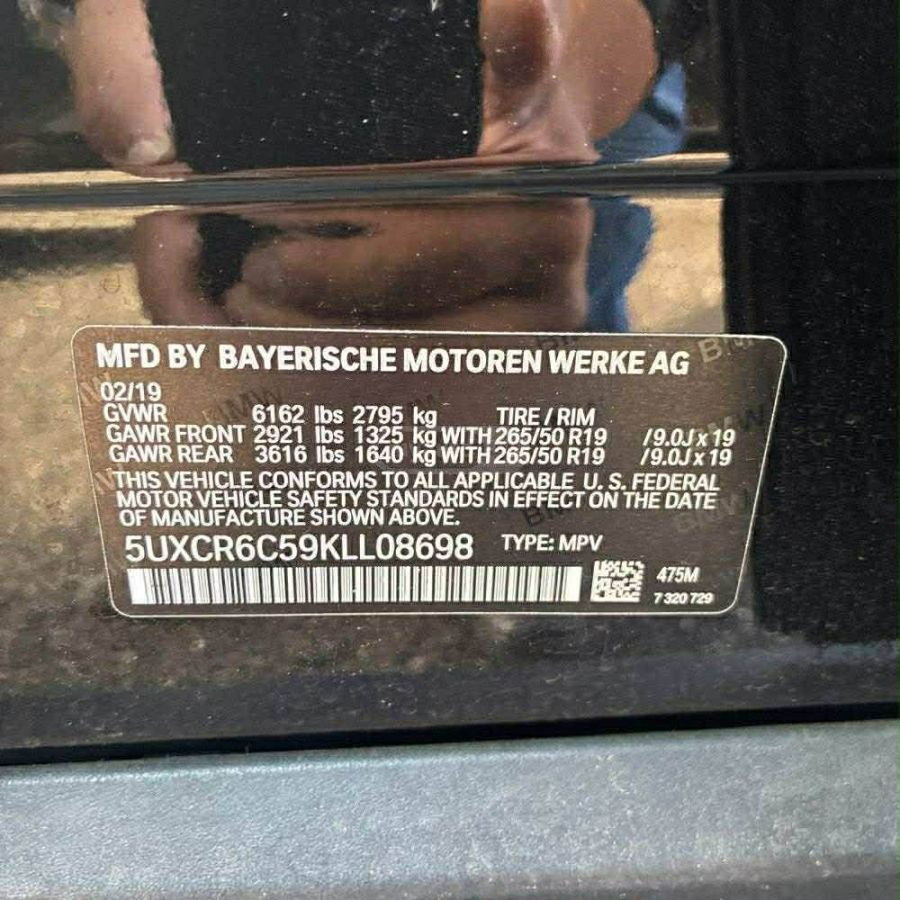 MFD BY BAYERISCHE MOTOREN WERKE AG
02/19
GVWR 6162 lbs 2795 kg TIRE / RIM
GAWR FRONT 2921 lbs 1325 kg WITH 265/50 R19 /9.0J x 19
GAWR REAR 3616 lbs 1640 kg WITH 265/50 R19 /9.0J x 19
THIS VEHICLE CONFORMS TO ALL APPLICABLE U. S. FEDERAL
MOTOR VEHICLE SAFETY STANDARDS IN EFFECT ON THE DATE
OF MANUFACTURE SHOWN ABOVE.
5UXCR6C59KLL08698 TYPE: MPV
475M
7 320 729